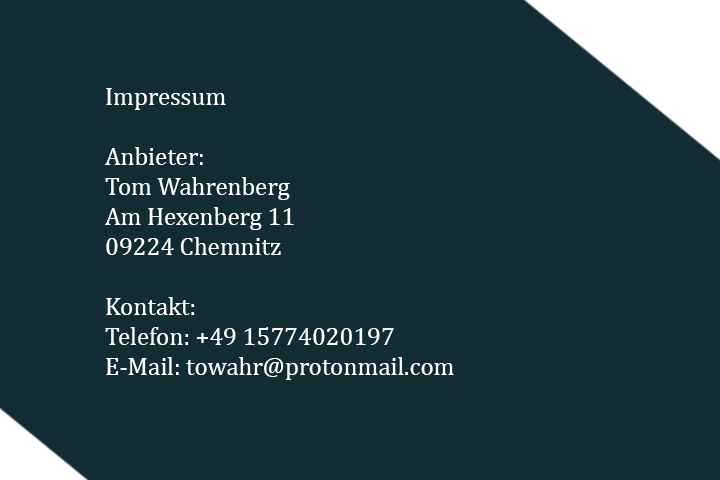 Impressum
Anbieter:
Tom Wahrenberg
Am Hexenberg 11
09224 Chemnitz
Kontakt:
Telefon: +49 15774020197
E-Mail: towahr@protonmail.com